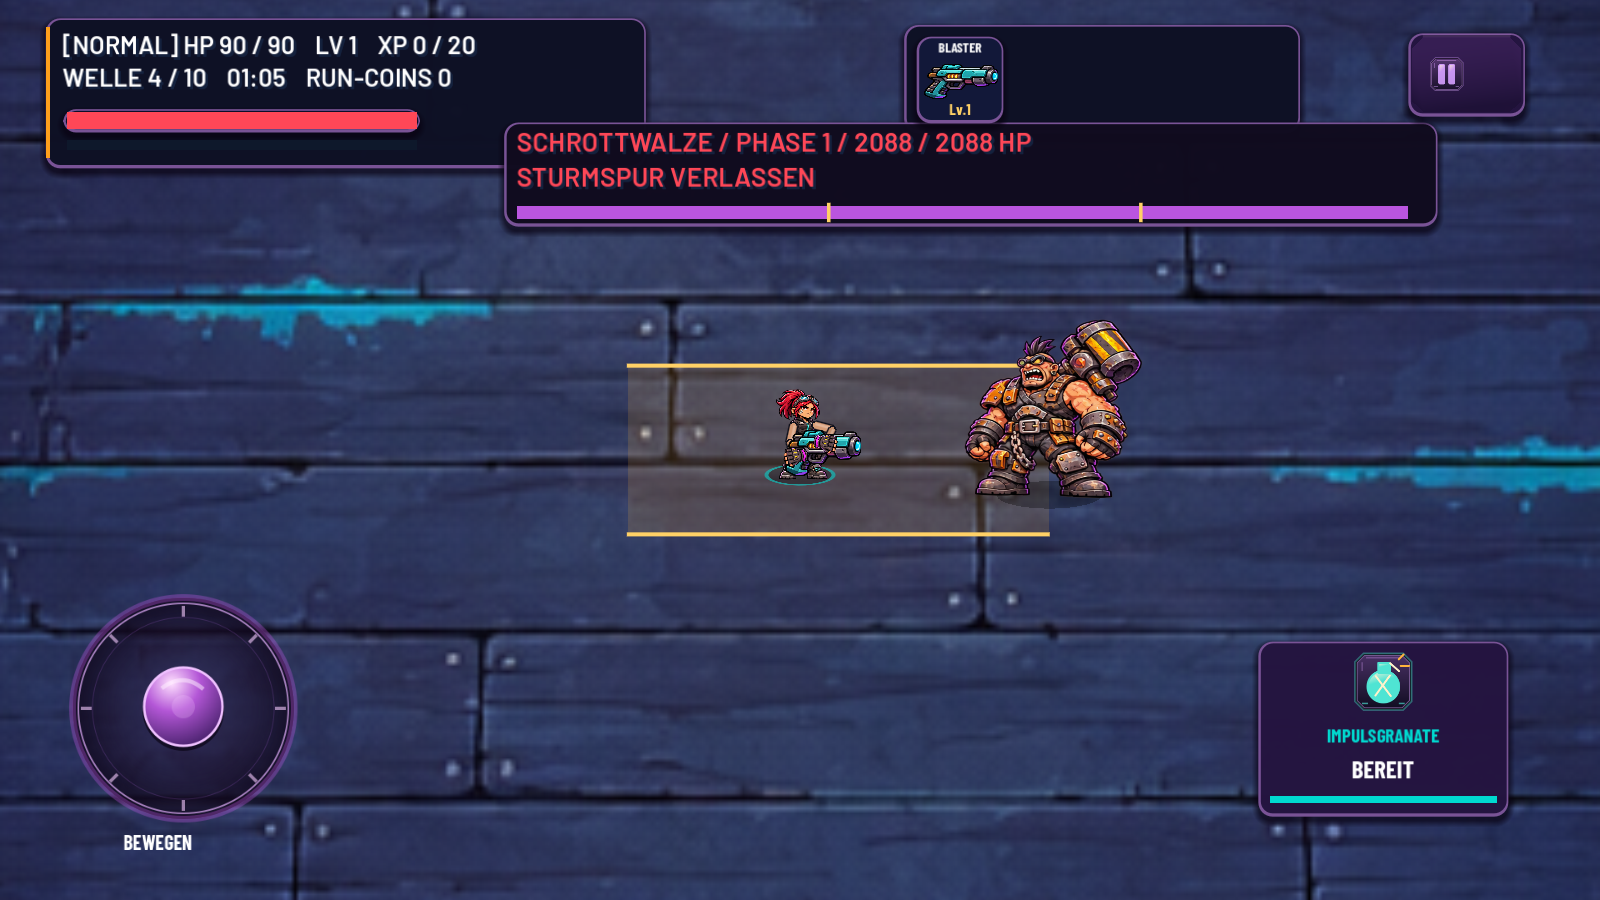 [NORMAL] HP 90 / 90 LV 1 XP 0 / 20
WELLE 4 / 10 01:05 RUN-COINS 0
BLASTER
Lv.1
SCHROTTWALZE / PHASE 1 / 2088 / 2088 HP
STURMSPUR VERLASSEN
IMPULSGRANATE
BEREIT
BEWEGEN